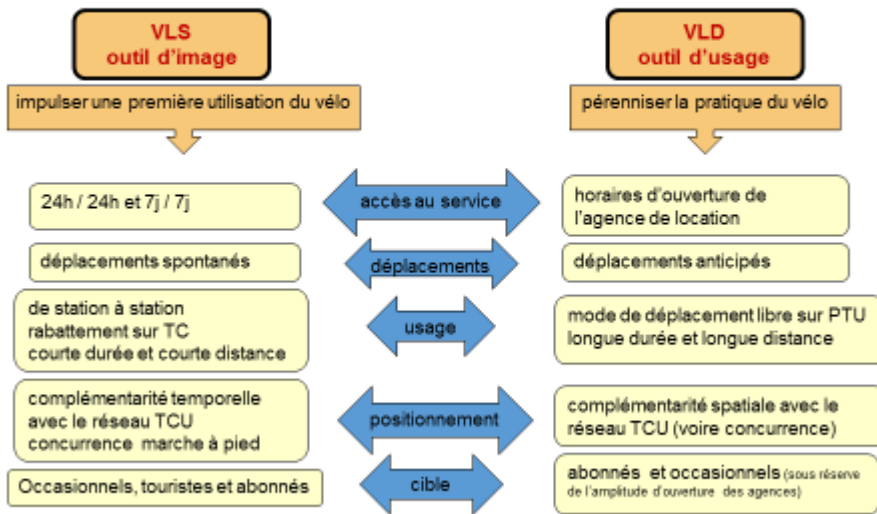 VLS
outil d'image
VLD
outil d'usage
impulser une première utilisation du vélo
pérenniser la pratique du vélo
24h / 24h et 7j / 7j
accès au service
horaires d'ouverture de
l'agence de location
déplacements spontanés
déplacements
déplacements anticipés
de station à station
rabattement sur TC
courte durée et courte distance
usage
mode de déplacement libre sur PTU
longue durée et longue distance
complémentarité temporelle
avec le réseau TCU
concurrence marche à pied
positionnement
complémentarité spatiale avec le
réseau TCU (voire concurrence)
Occasionnels, touristes et abonnés
cible
abonnés et occasionnels (sous réserve
de l'amplitude d'ouverture des agences)